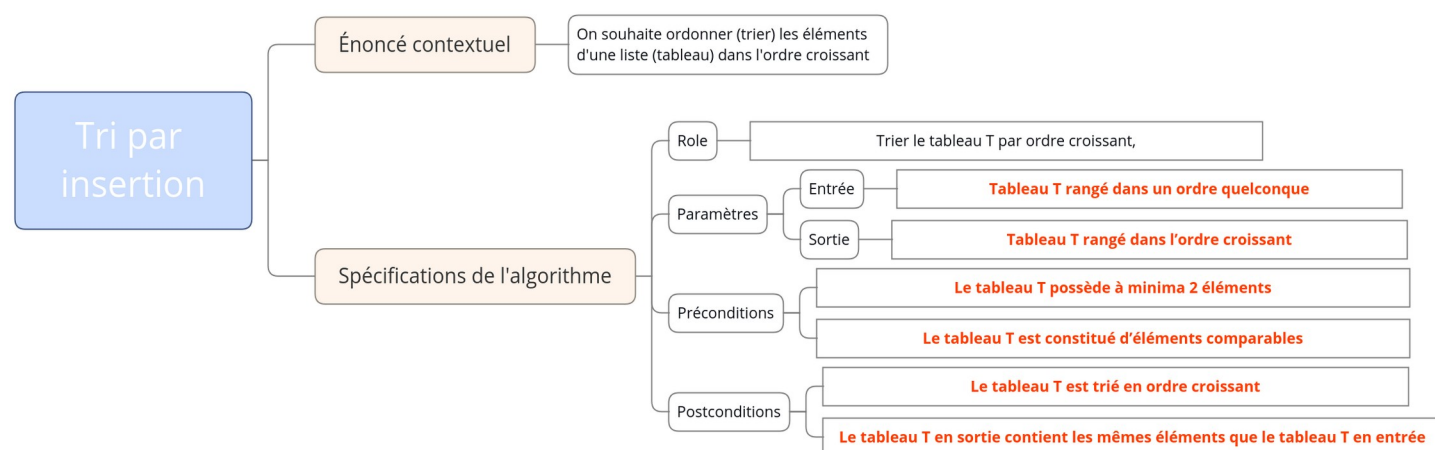 Tri par
insertion
Énoncé contextuel
On souhaite ordonner (trier) les éléments
d'une liste (tableau) dans l'ordre croissant
Spécifications de l'algorithme
Role
Trier le tableau T par ordre croissant,
Paramètres
Entrée
Tableau T rangé dans un ordre quelconque
Sortie
Tableau T rangé dans l’ordre croissant
Préconditions
Le tableau T possède à minima 2 éléments
Le tableau T est constitué d’éléments comparables
Postconditions
Le tableau T est trié en ordre croissant
Le tableau T en sortie contient les mêmes éléments que le tableau T en entrée